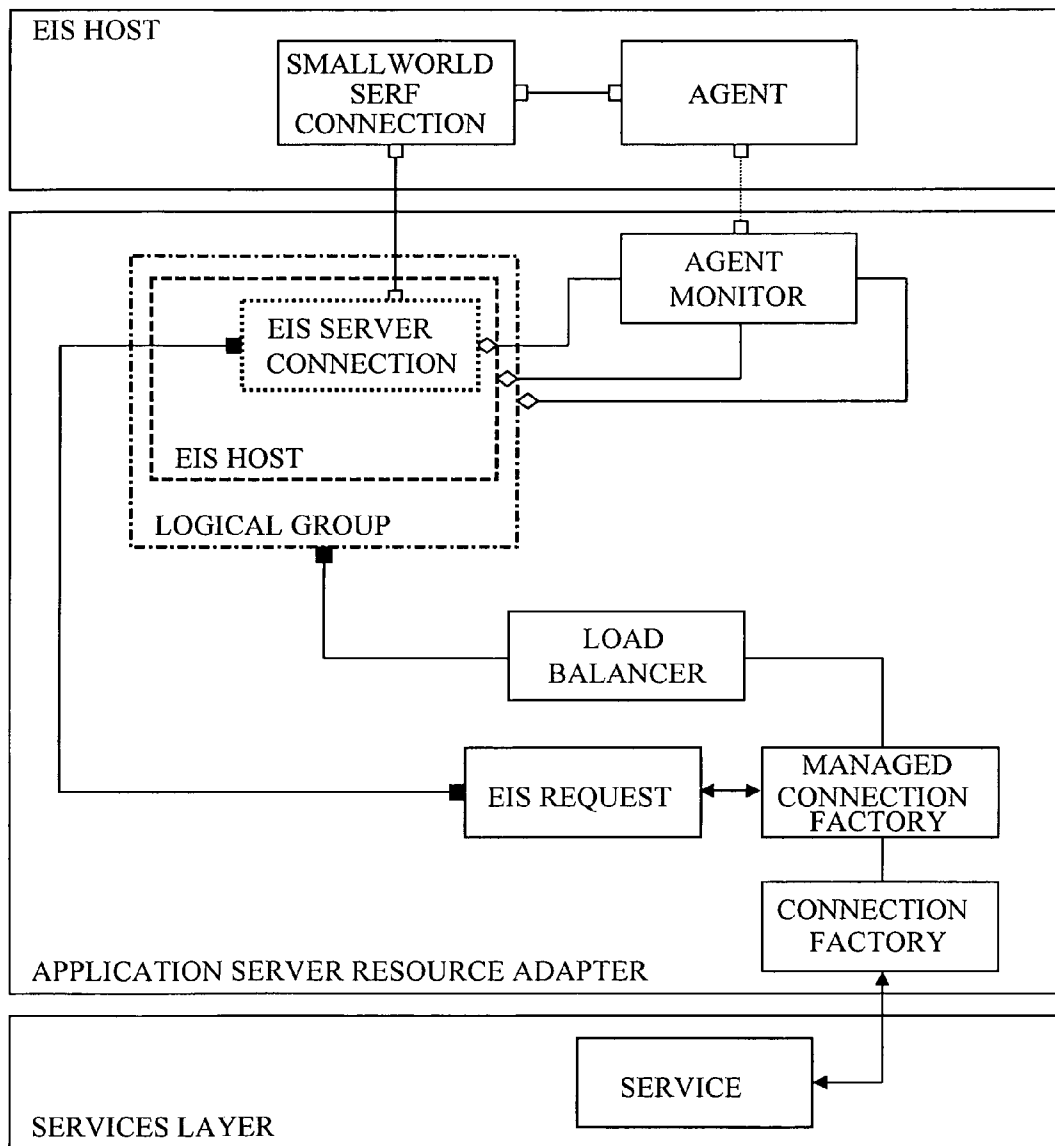 EIS HOST
SMALLWORLD
SERF
CONNECTION
AGENT
AGENT
MONITOR
EIS SERVER
CONNECTION
EIS HOST
LOGICAL GROUP
LOAD
BALANCER
EIS REQUEST
MANAGED
CONNECTION
FACTORY
CONNECTION
FACTORY
APPLICATION SERVER RESOURCE ADAPTER
SERVICE
SERVICES LAYER